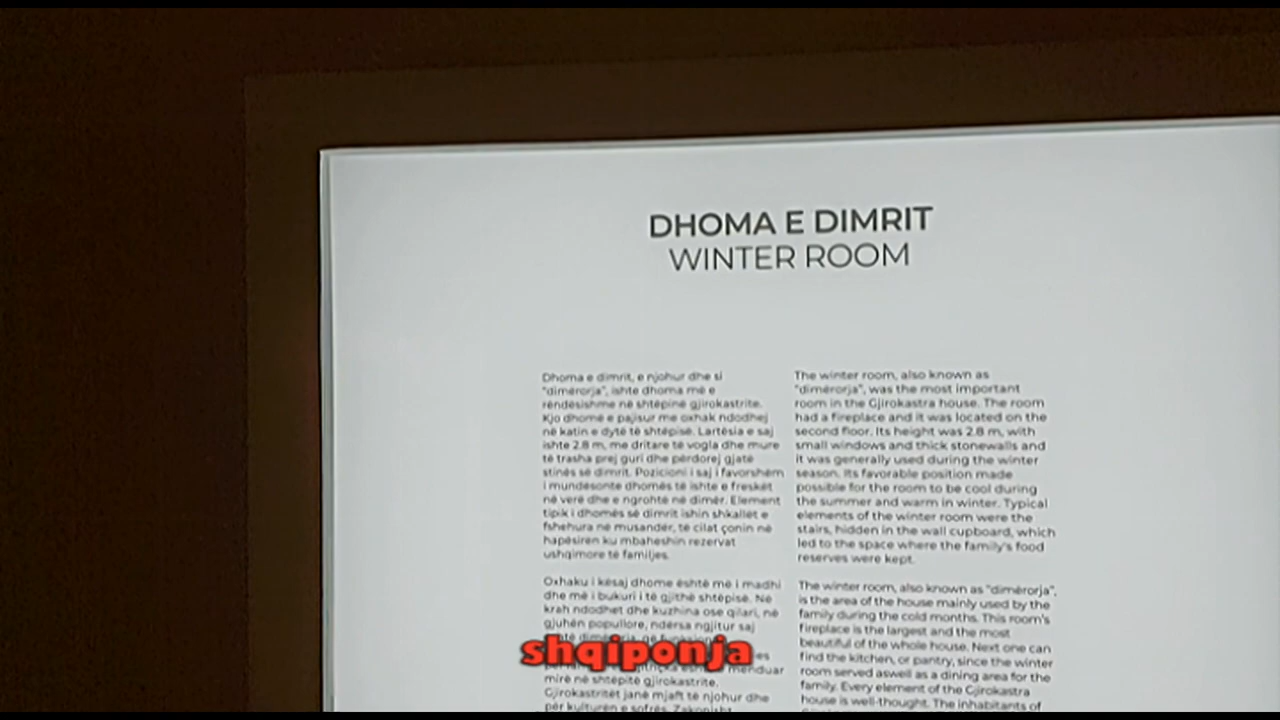 DHOMA E DIMRIT
WINTER ROOM
Dhoma e dimrit, e njohur dhe si
"dimërorja", ishte dhoma më e
rëndësishme në shtëpinë gjirokastrite.
Kjo dhomë e pajisur me oxhak ndodhej
në katin e dytë të shtëpisë. Lartësia e saj
ishte 2.8 m, me dritare të vogla dhe mure
të trasha prej guri dhe përdorej gjatë
stinës së dimrit. Pozicioni i saj i favorshëm
i mundësonte dhomës të ishte e freskët
në verë dhe e ngrohtë në dimër. Element
tipik i dhomës së dimrit ishin shkallët e
fshehura në musandër, të cilat çonin në
hapësirën ku mbaheshin rezervat
ushqimore të familjes.
Oxhaku i kësaj dhome është më i madhi
dhe më i bukuri i të gjithë shtëpisë. Në
krah ndodhet dhe kuzhina ose qilari, në
gjuhën popullore, ndërsa ngjitur saj
menduar
mirë në shtëpitë gjirokastrite.
Gjirokastritët janë mjaft të njohur dhe
për kulturën e sofrës. Zakonisht
The winter room, also known as
"dimërorja", was the most important
room in the Gjirokastra house. The room
had a fireplace and it was located on the
second floor. Its height was 2.8 m, with
small windows and thick stonewalls and
it was generally used during the winter
season. Its favorable position made
possible for the room to be cool during
the summer and warm in winter. Typical
elements of the winter room were the
stairs, hidden in the wall cupboard, which
led to the space where the family's food
reserves were kept.
The winter room, also known as "dimërorja",
is the area of the house mainly used by the
family during the cold months. This room's
fireplace is the largest and the most
beautiful of the whole house. Next one can
find the kitchen, or pantry, since the winter
room served aswell as a dining area for the
family. Every element of the Gjirokastra
house is well-thought. The inhabitants of
shqiponja